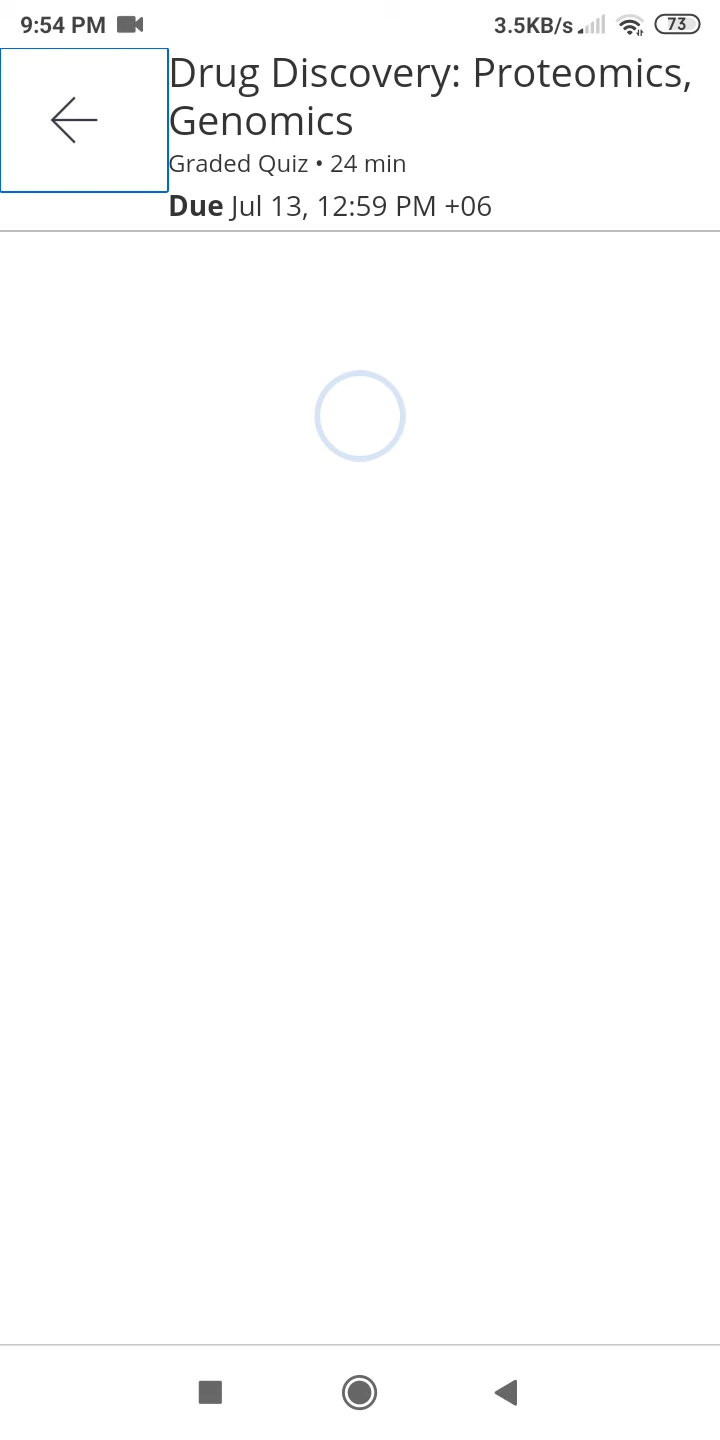 9:54 PM 3.5KB/s 73
Drug Discovery: Proteomics,
Genomics
Graded Quiz • 24 min
Due Jul 13, 12:59 PM +06